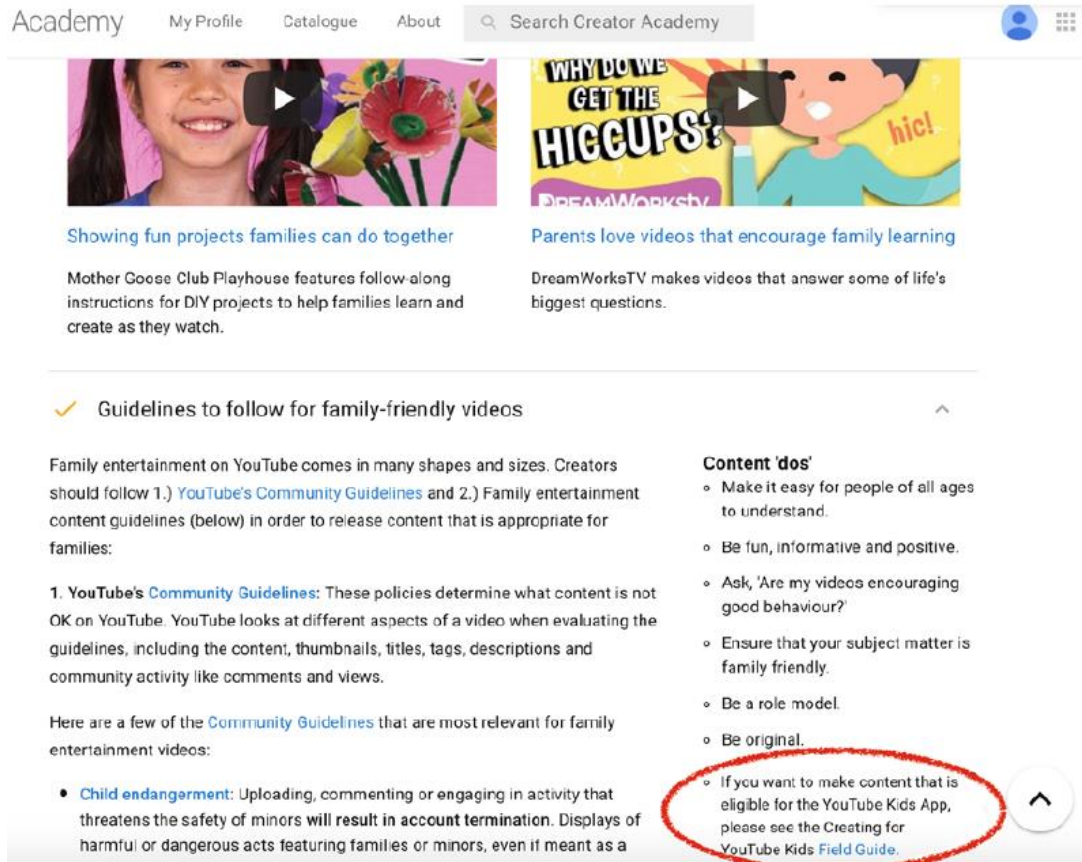 Academy My Profile Catalogue About Search Creator Academy
WHY DO WE
GET THE
HICCUPS?
hic!
DREAMWORKStv
Showing fun projects families can do together
Mother Goose Club Playhouse features follow-along
instructions for DIY projects to help families learn and
create as they watch.
Parents love videos that encourage family learning
DreamWorksTV makes videos that answer some of life's
biggest questions.
Guidelines to follow for family-friendly videos
Family entertainment on YouTube comes in many shapes and sizes. Creators
should follow 1.) YouTube's Community Guidelines and 2.) Family entertainment
content guidelines (below) in order to release content that is appropriate for
families:
1. YouTube's Community Guidelines: These policies determine what content is not
OK on YouTube. YouTube looks at different aspects of a video when evaluating the
guidelines, including the content, thumbnails, titles, tags, descriptions and
community activity like comments and views.
Here are a few of the Community Guidelines that are most relevant for family
entertainment videos:
• Child endangerment: Uploading, commenting or engaging in activity that
threatens the safety of minors will result in account termination. Displays of
harmful or dangerous acts featuring families or minors, even if meant as a
Content 'dos'
∘ Make it easy for people of all ages
to understand.
∘ Be fun, informative and positive.
∘ Ask, 'Are my videos encouraging
good behaviour?'
∘ Ensure that your subject matter is
family friendly.
∘ Be a role model.
∘ Be original.
∘ If you want to make content that is
eligible for the YouTube Kids App,
please see the Creating for
YouTube Kids Field Guide.